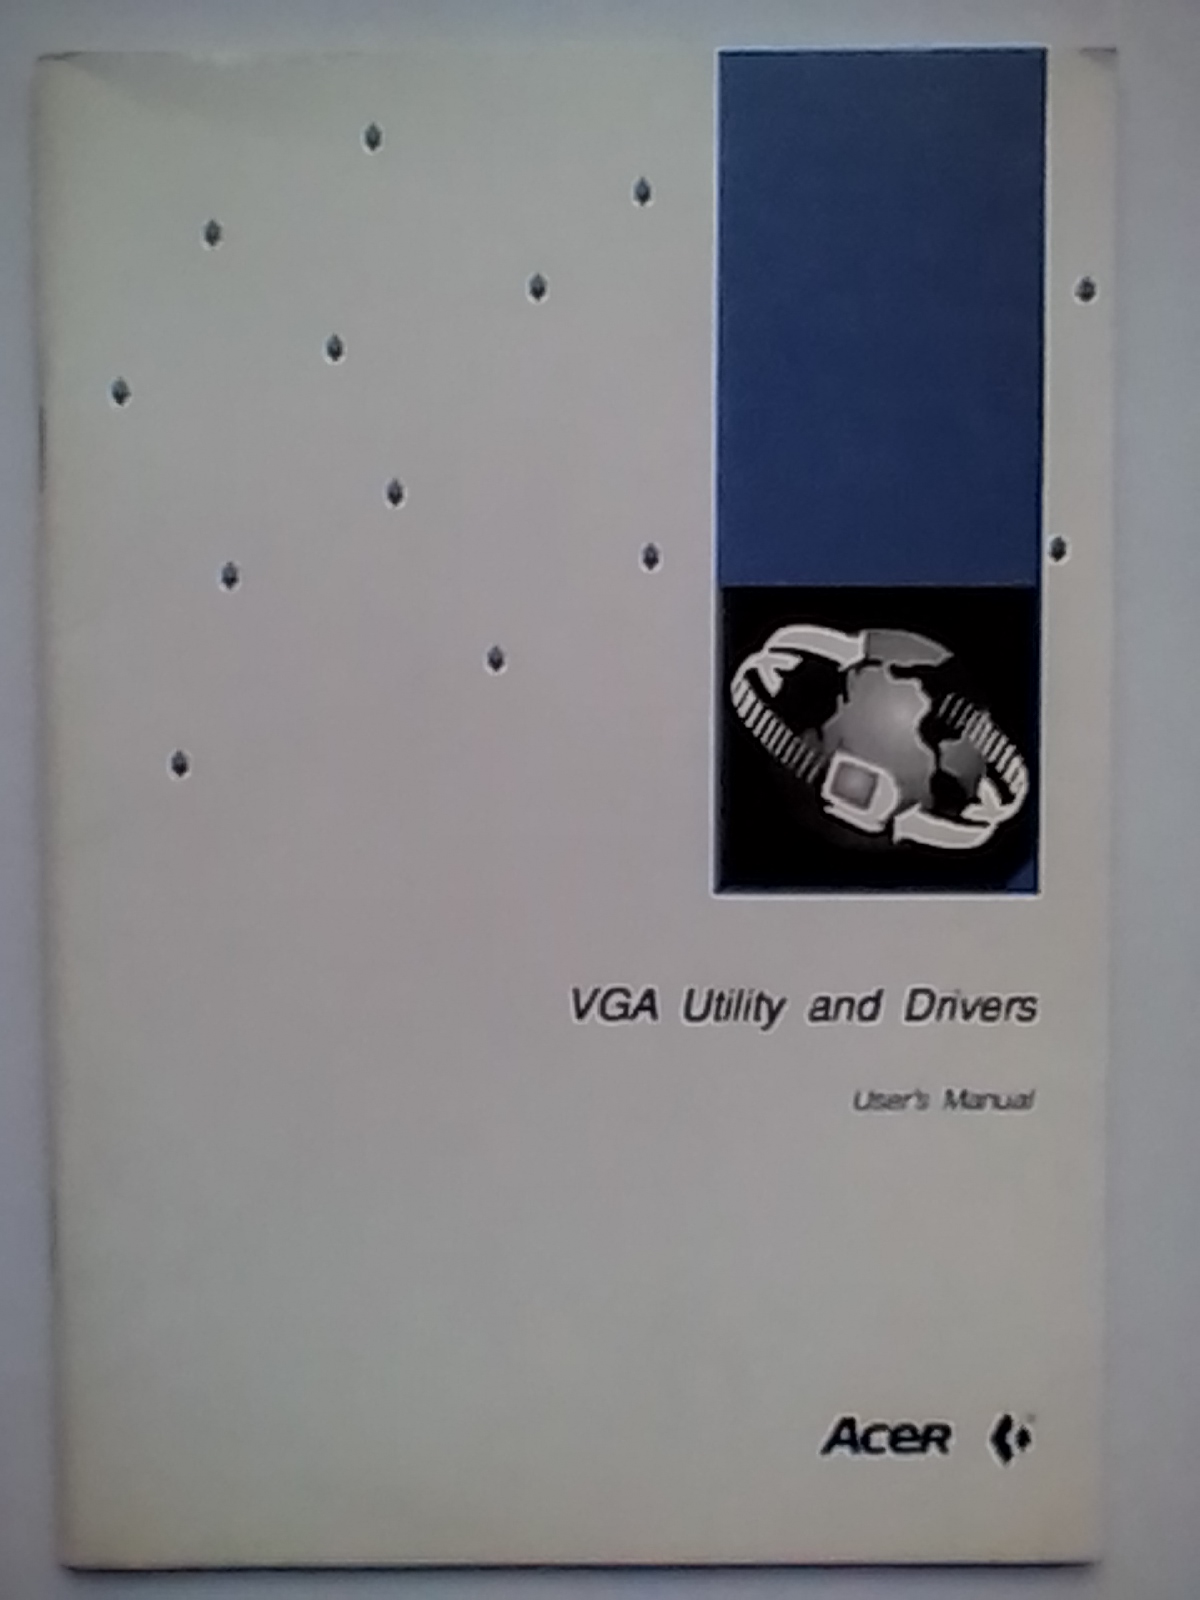 VGA Utility and Drivers
User's Manual
Acer